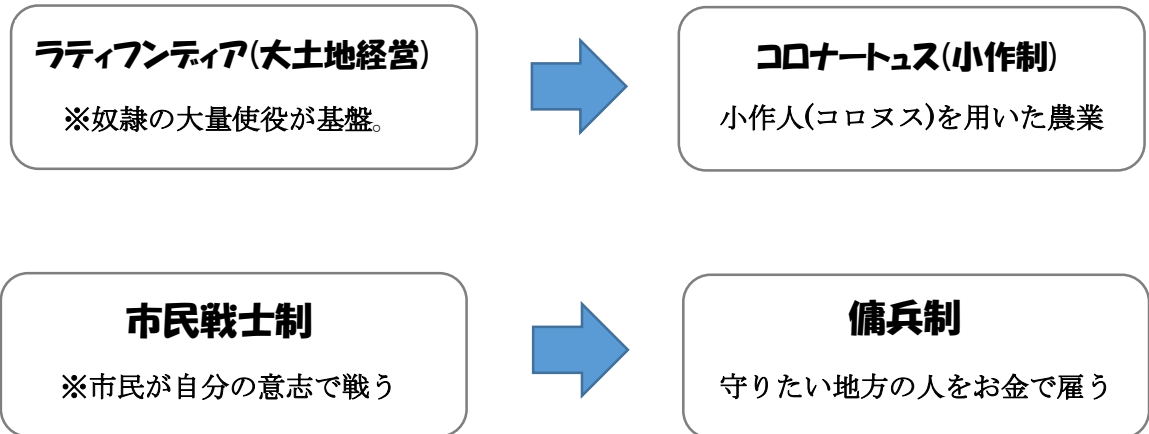 ラティフンディア(大土地経営)
※奴隷の大量使役が基盤。
コロナートュス(小作制)
小作人(コロヌス)を用いた農業
市民戦士制
※市民が自分の意志で戦う
傭兵制
守りたい地方の人をお金で雇う